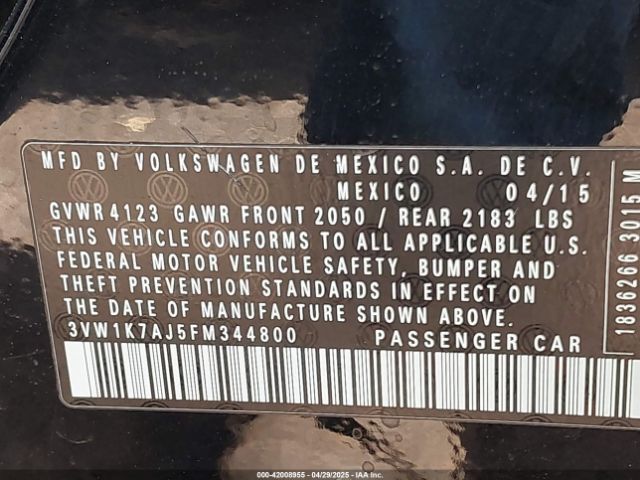 MFD BY VOLKSWAGEN DE MEXICO S.A. DE C.V.
MEXICO 04/15
GVWR 4123 GAWR FRONT 2050 / REAR 2183 LBS
THIS VEHICLE CONFORMS TO ALL APPLICABLE U.S.
FEDERAL MOTOR VEHICLE SAFETY, BUMPER AND
THEFT PREVENTION STANDARDS IN EFFECT ON
THE DATE OF MANUFACTURE SHOWN ABOVE.
3VW1K7AJ5FM344800 PASSENGER CAR
1836266 3015 M
000-42008955 - 04/29/2025 - IAAI.COM